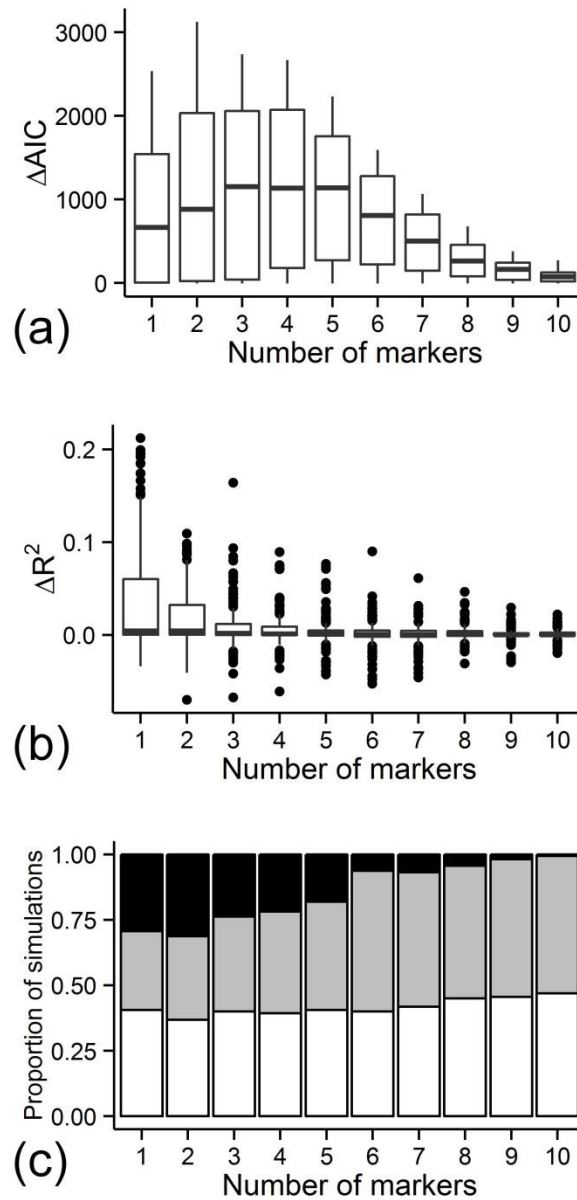 3000
2000
1000
0
ΔAIC
1 2 3 4 5 6 7 8 9 10
Number of markers
(a)
0.2
0.1
0.0
ΔR²
1 2 3 4 5 6 7 8 9 10
Number of markers
(b)
1.00
0.75
0.50
0.25
0.00
Proportion of simulations
1 2 3 4 5 6 7 8 9 10
Number of markers
(c)